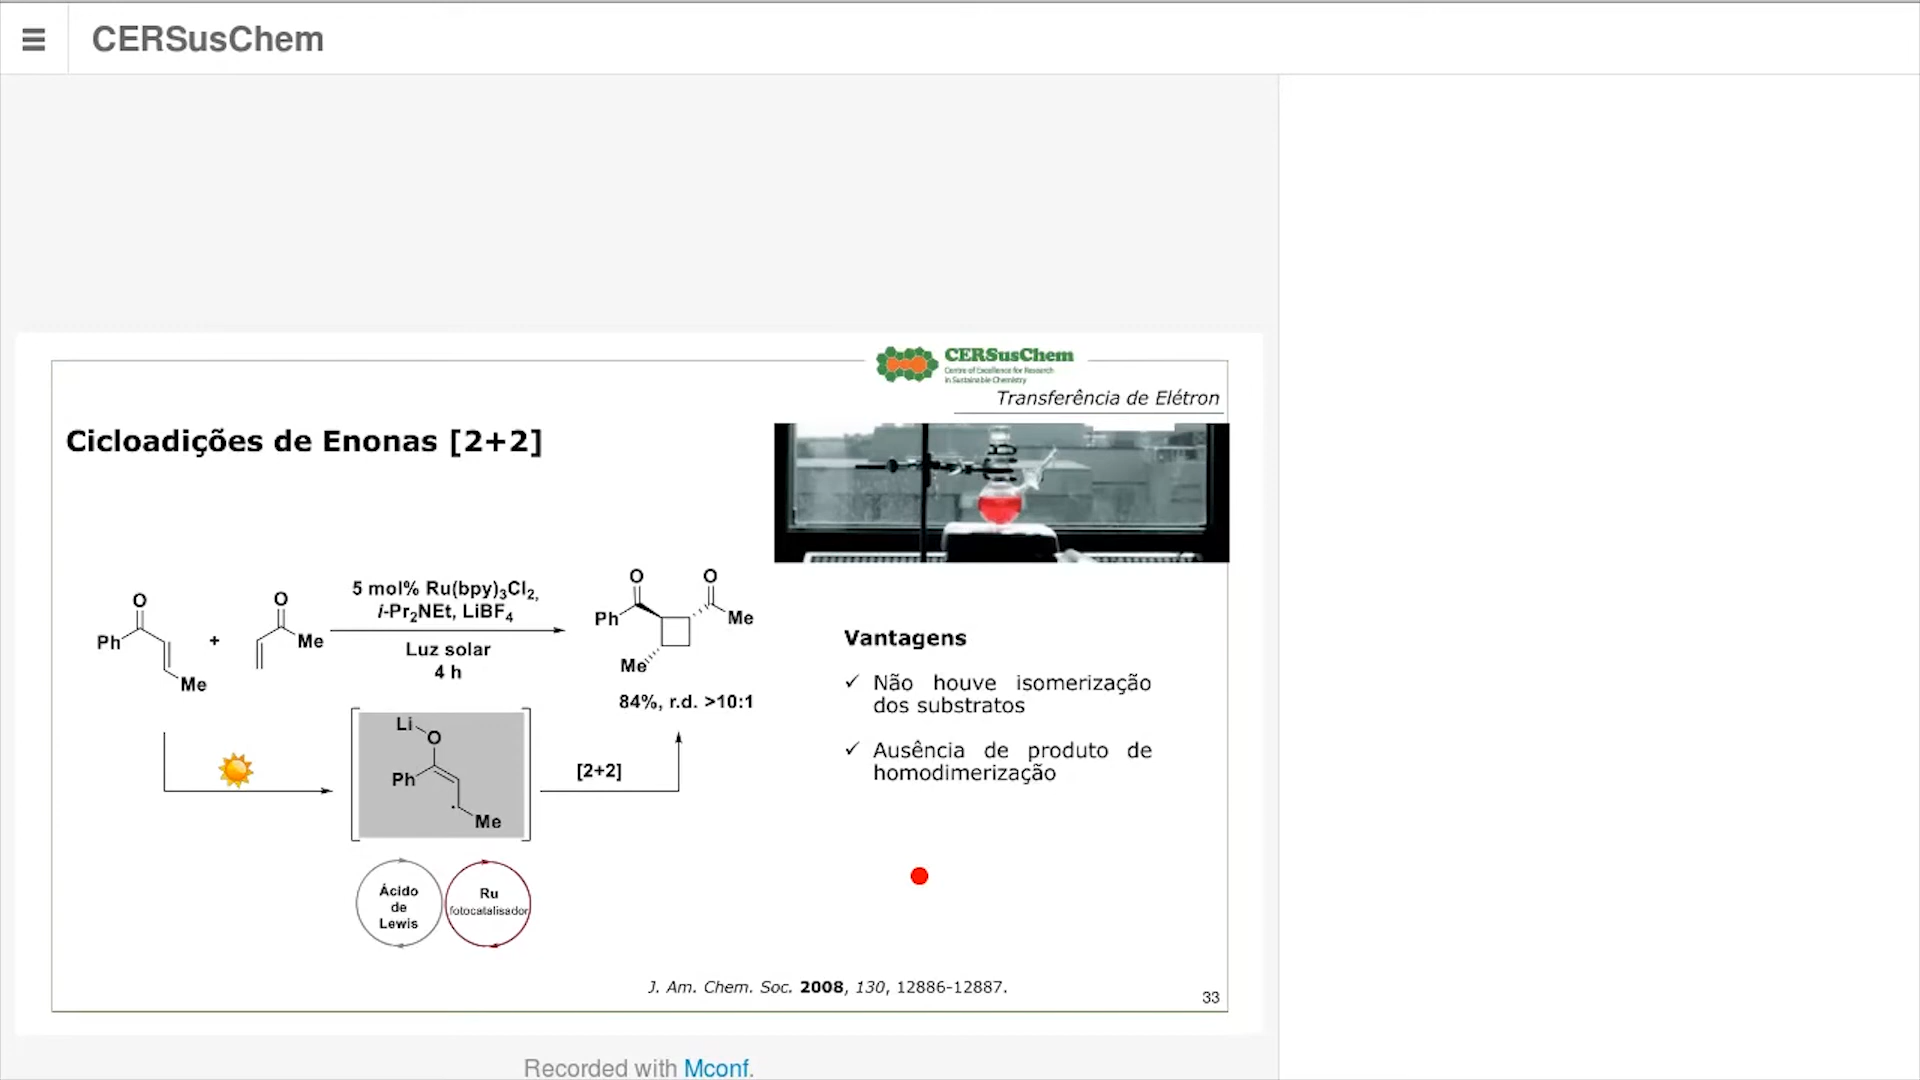 CERSusChem
CERSusChem
Centre of Excellence for Research
in Sustainable Chemistry
Transferência de Elétron
Cicloadições de Enonas [2+2]
O
Ph
Me
+
O
Me
5 mol% Ru(bpy)3Cl2,
i-Pr2NEt, LiBF4
Luz solar
4 h
O
O
Ph
Me
Me
84%, r.d. >10:1
Li
O
Ph
Me
[2+2]
Ácido
de
Lewis
Ru
fotocatalisador
Vantagens
✓ Não houve isomerização
dos substratos
✓ Ausência de produto de
homodimerização
J. Am. Chem. Soc. 2008, 130, 12886-12887.
33
Recorded with Mconf.